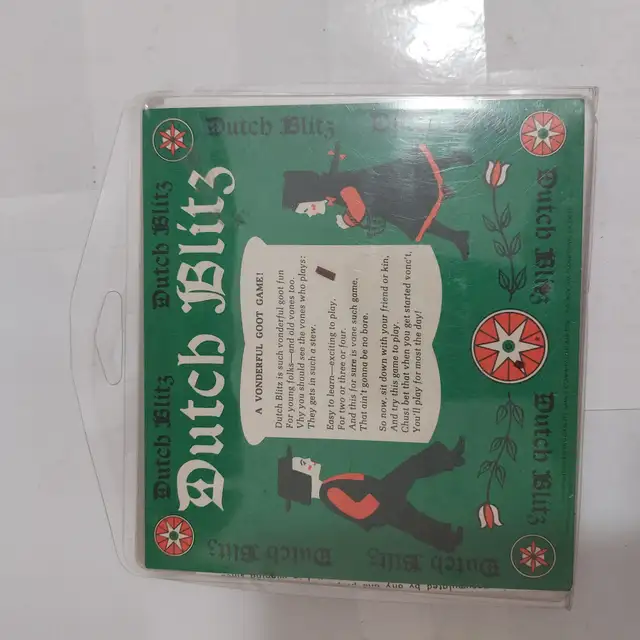 Dutch Blitz
Dutch Blitz
Dutch Blitz
A VONDERFUL GOOT GAME!
Dutch Blitz is such vonderful goot fun
For young folks—and old vones too.
Vhy you should see the vones who plays:
They gets in such a stew.
Easy to learn—exciting to play,
For two or three or four.
And this for sure is vone such game,
That ain't gonna be no bore.
So now, sit down with your friend or kin,
And try this game to play.
Chust bet that vhen you get started vonc't,
You'll play for must the day!
Dutch Blitz
Dutch Blitz
Dutch Blitz
Dutch Blitz
Dutch Blitz
by any